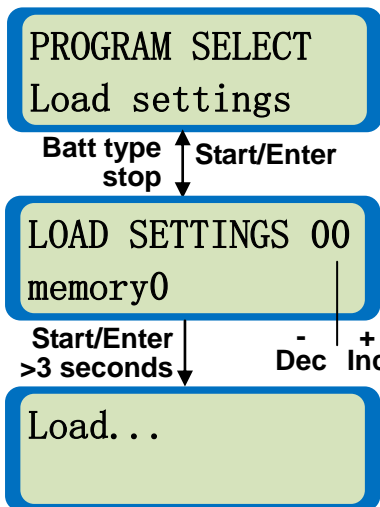 PROGRAM SELECT
Load settings
Batt type
stop
Start/Enter
LOAD SETTINGS 00
memory0
Start/Enter
>3 seconds
- +
Dec Inc
Load...